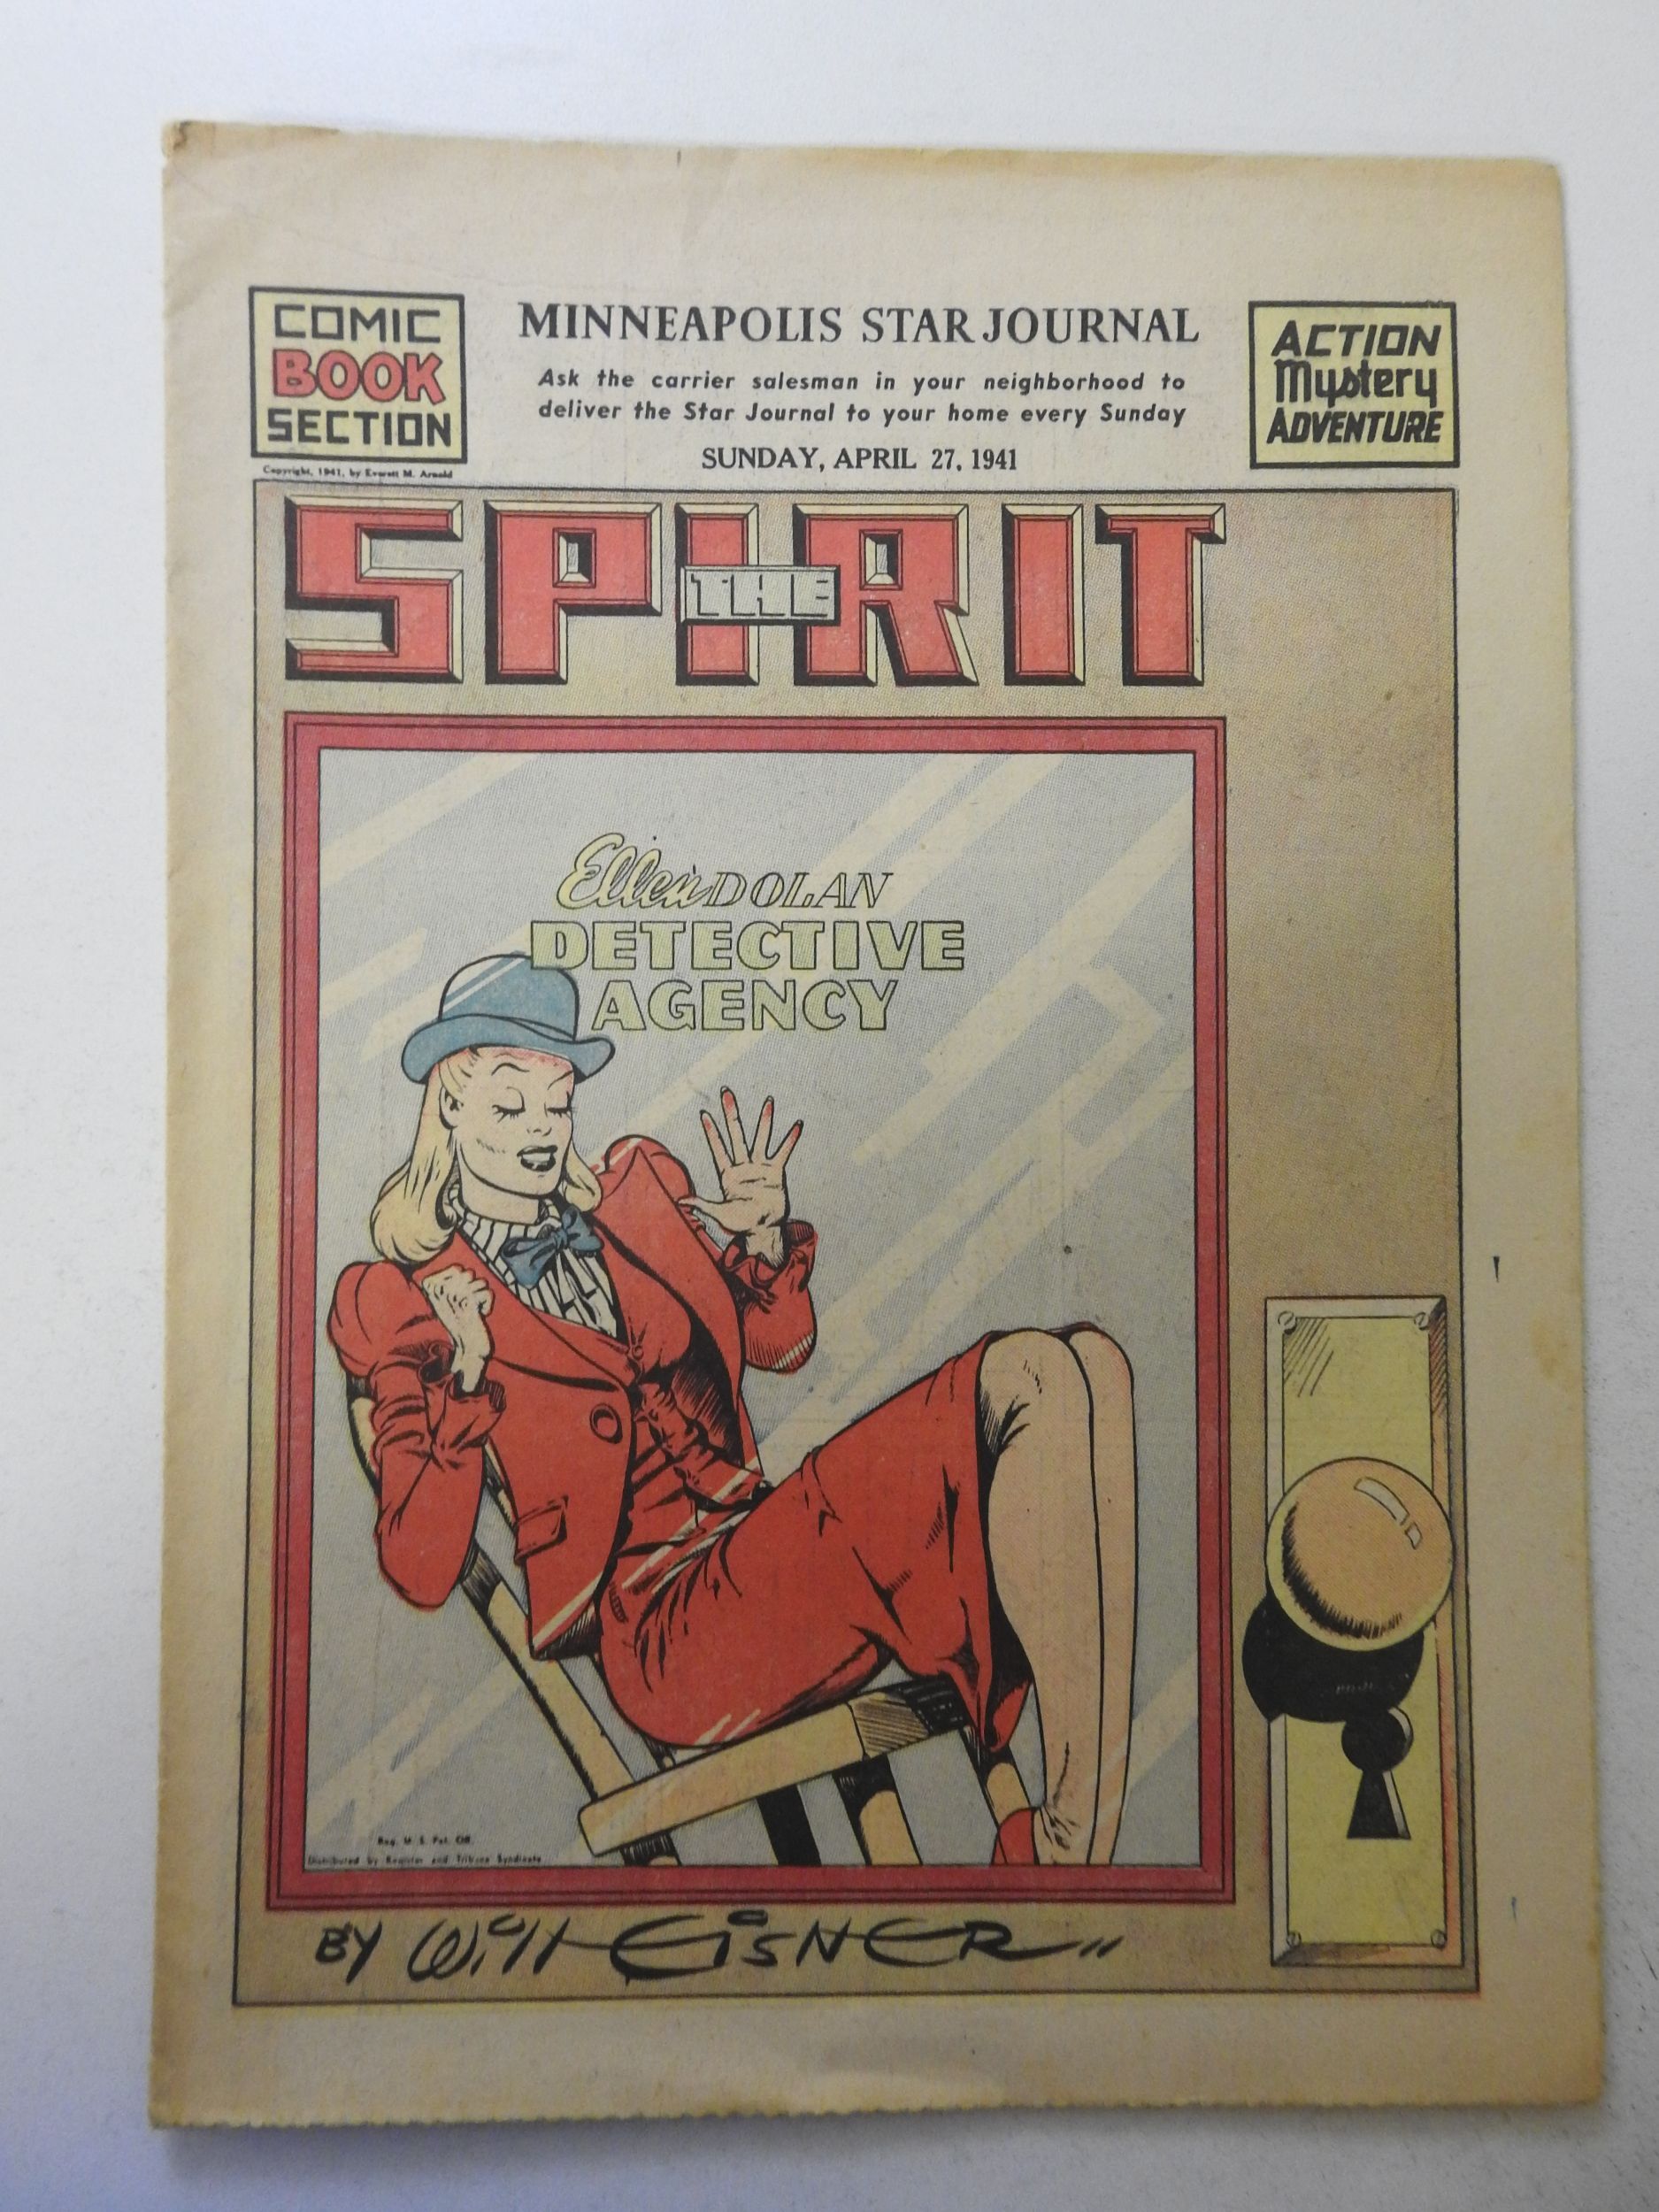 COMIC
BOOK
SECTION
MINNEAPOLIS STAR JOURNAL
Ask the carrier salesman in your neighborhood to
deliver the Star Journal to your home every Sunday
SUNDAY, APRIL 27, 1941
ACTION
Mystery
ADVENTURE
Copyright, 1941, by Everett M. Arnold
THE
SPIRIT
Ellen DOLAN
DETECTIVE
AGENCY
Reg. U. S. Pat. Off.
Distributed by Register and Tribune Syndicate
BY Will EISNER